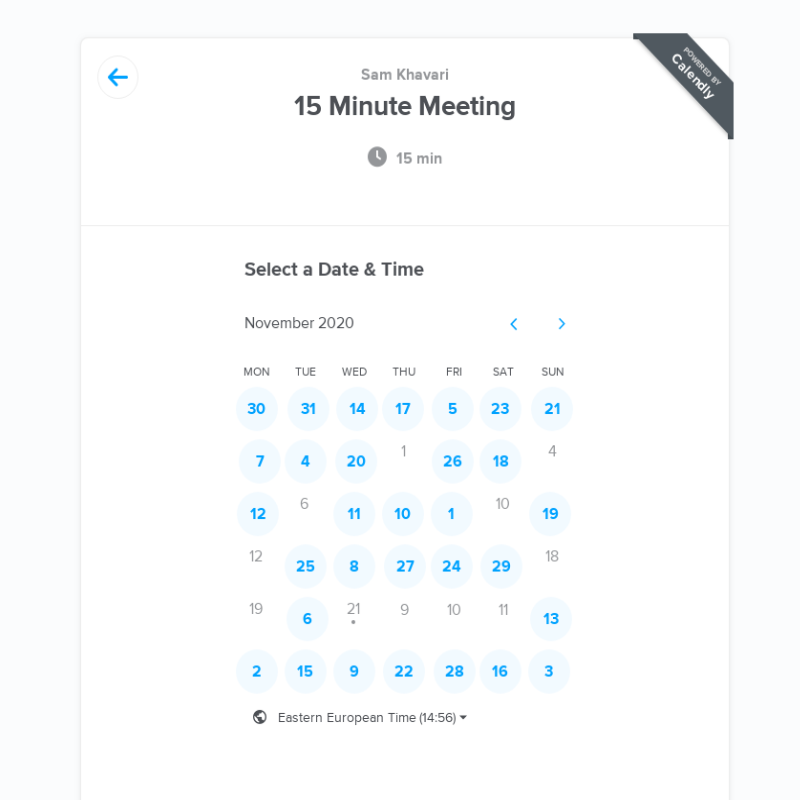 POWERED BY
Calendly
Sam Khavari
15 Minute Meeting
15 min
Select a Date & Time
November 2020
MON TUE WED THU FRI SAT SUN
30 31 14 17 5 23 21
7 4 20 1 26 18 4
12 6 11 10 1 10 19
12 25 8 27 24 29 18
19 6 21 9 10 11 13
2 15 9 22 28 16 3
Eastern European Time (14:56)